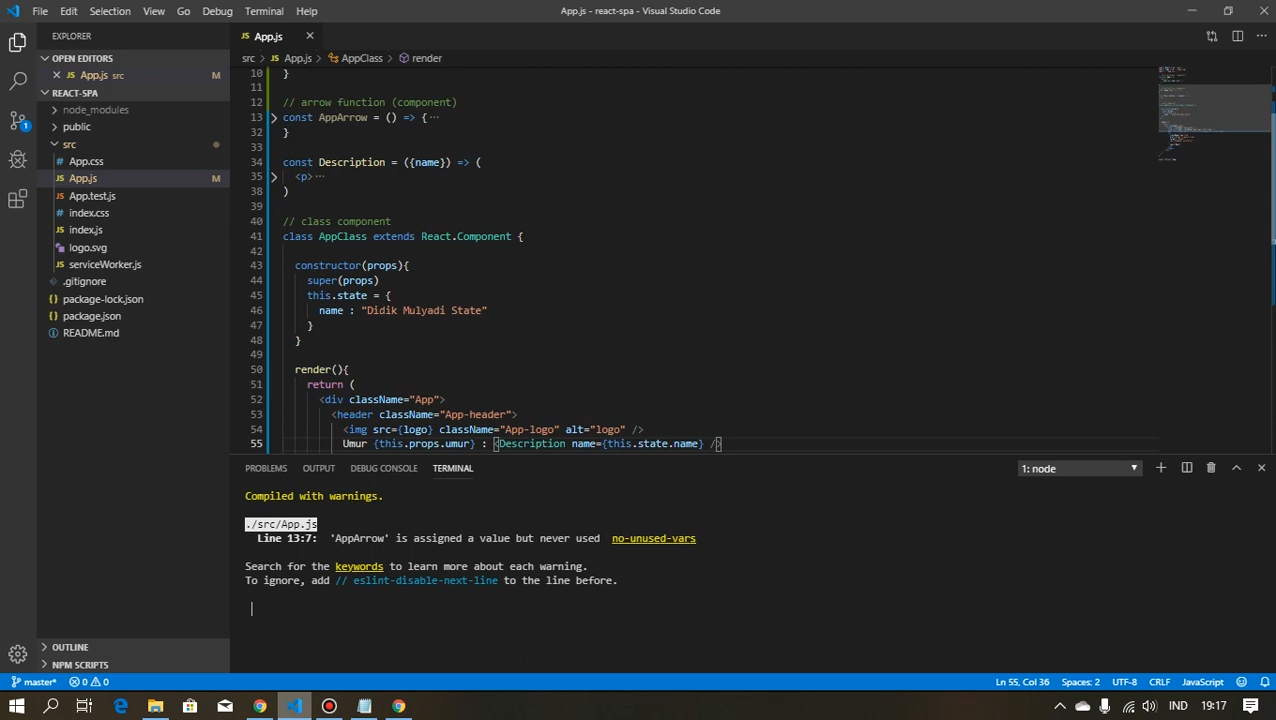 File Edit Selection View Go Debug Terminal Help
App.js - react-spa - Visual Studio Code
EXPLORER
OPEN EDITORS
App.js src M
REACT-SPA
node_modules
public
src
App.css
App.js M
App.test.js
index.css
index.js
logo.svg
serviceWorker.js
.gitignore
package-lock.json
package.json
README.md
OUTLINE
NPM SCRIPTS
App.js
src > App.js > AppClass > render
10 }
11
12 // arrow function (component)
13 const AppArrow = () => { ...
32 }
33
34 const Description = ({name}) => (
35 <p> ...
38 )
39
40 // class component
41 class AppClass extends React.Component {
42
43 constructor(props){
44 super(props)
45 this.state = {
46 name : "Didik Mulyadi State"
47 }
48 }
49
50 render(){
51 return (
52 <div className="App">
53 <header className="App-header">
54 <img src={logo} className="App-logo" alt="logo" />
55 Umur {this.props.umur} : <Description name={this.state.name} />
PROBLEMS OUTPUT DEBUG CONSOLE TERMINAL
1: node
Compiled with warnings.
./src/App.js
Line 13:7: 'AppArrow' is assigned a value but never used no-unused-vars
Search for the keywords to learn more about each warning.
To ignore, add // eslint-disable-next-line to the line before.
master* 0 0
Ln 55, Col 36 Spaces: 2 UTF-8 CRLF JavaScript
IND 19:17